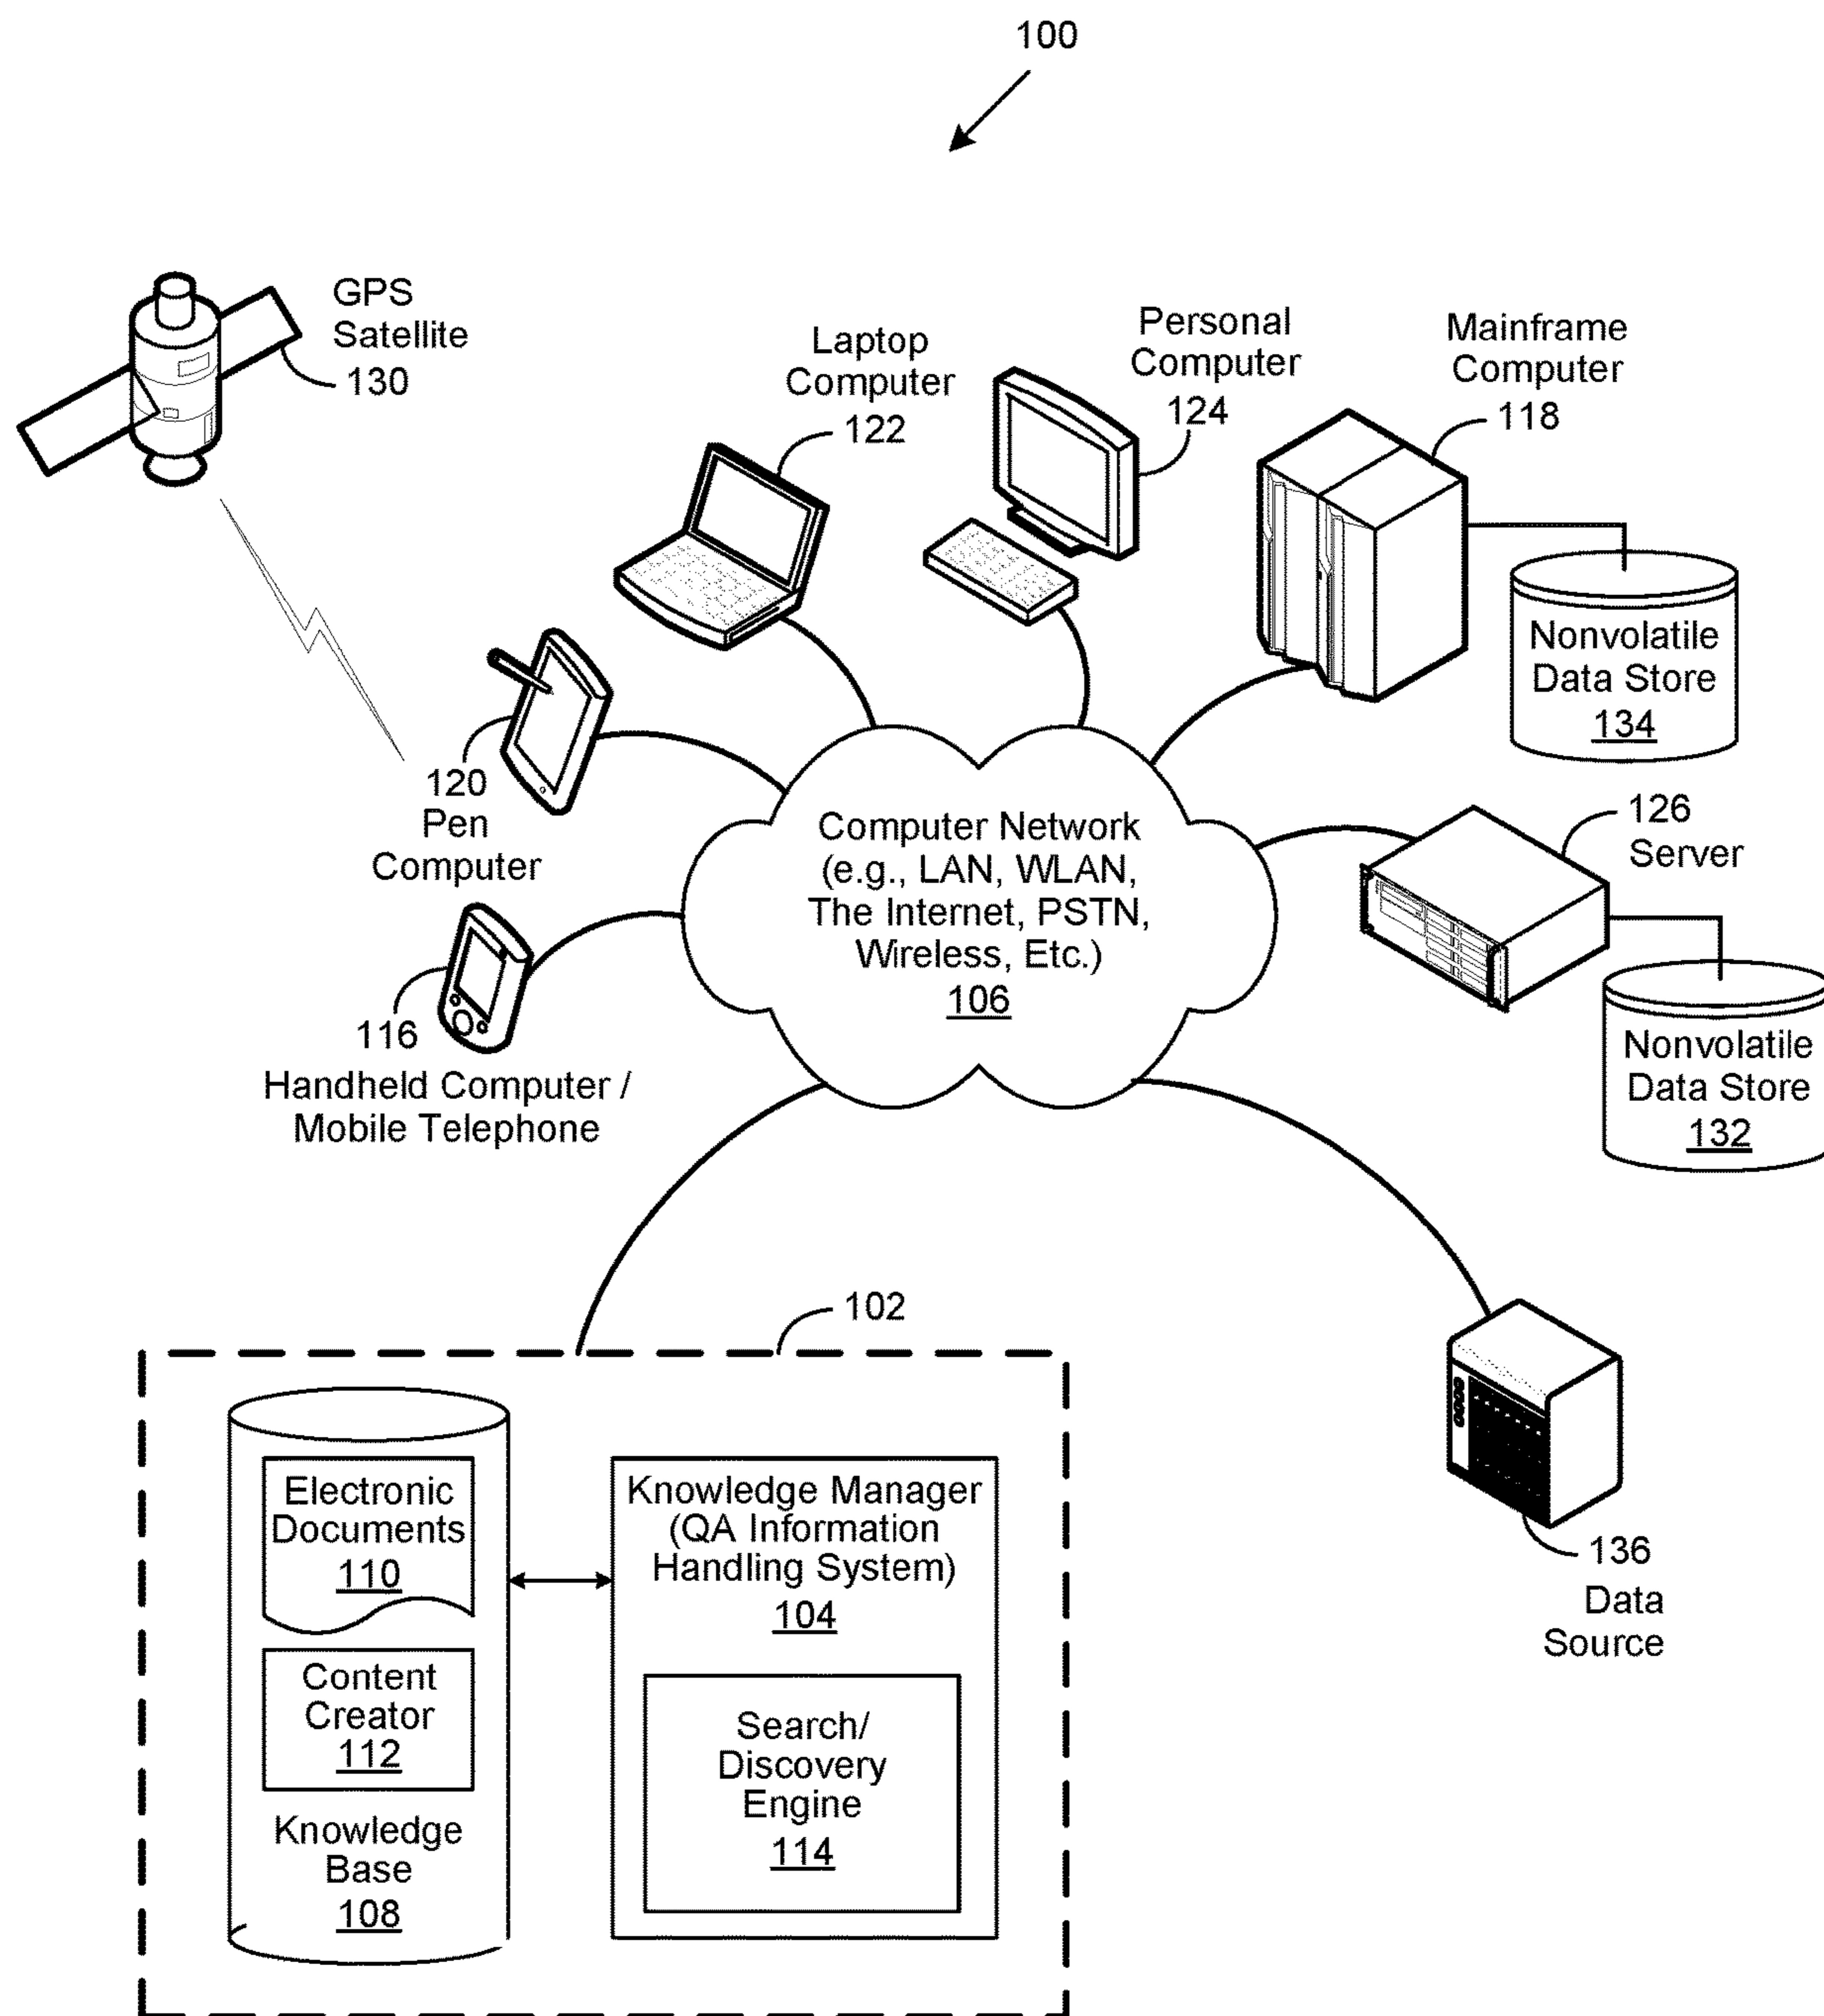 100
GPS
Satellite
130
Laptop
Computer
122
Personal
Computer
124
Mainframe
Computer
118
Nonvolatile
Data Store
134
120
Pen
Computer
Computer Network
(e.g., LAN, WLAN,
The Internet, PSTN,
Wireless, Etc.)
106
126
Server
Nonvolatile
Data Store
132
116
Handheld Computer /
Mobile Telephone
102
Electronic
Documents
110
Content
Creator
112
Knowledge
Base
108
Knowledge Manager
(QA Information
Handling System)
104
Search/
Discovery
Engine
114
136
Data
Source